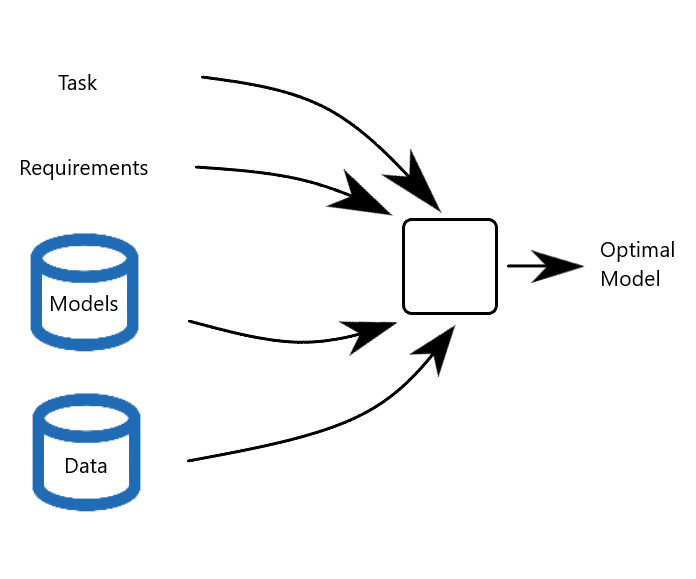 Task
Requirements
Models
Data
Optimal
Model